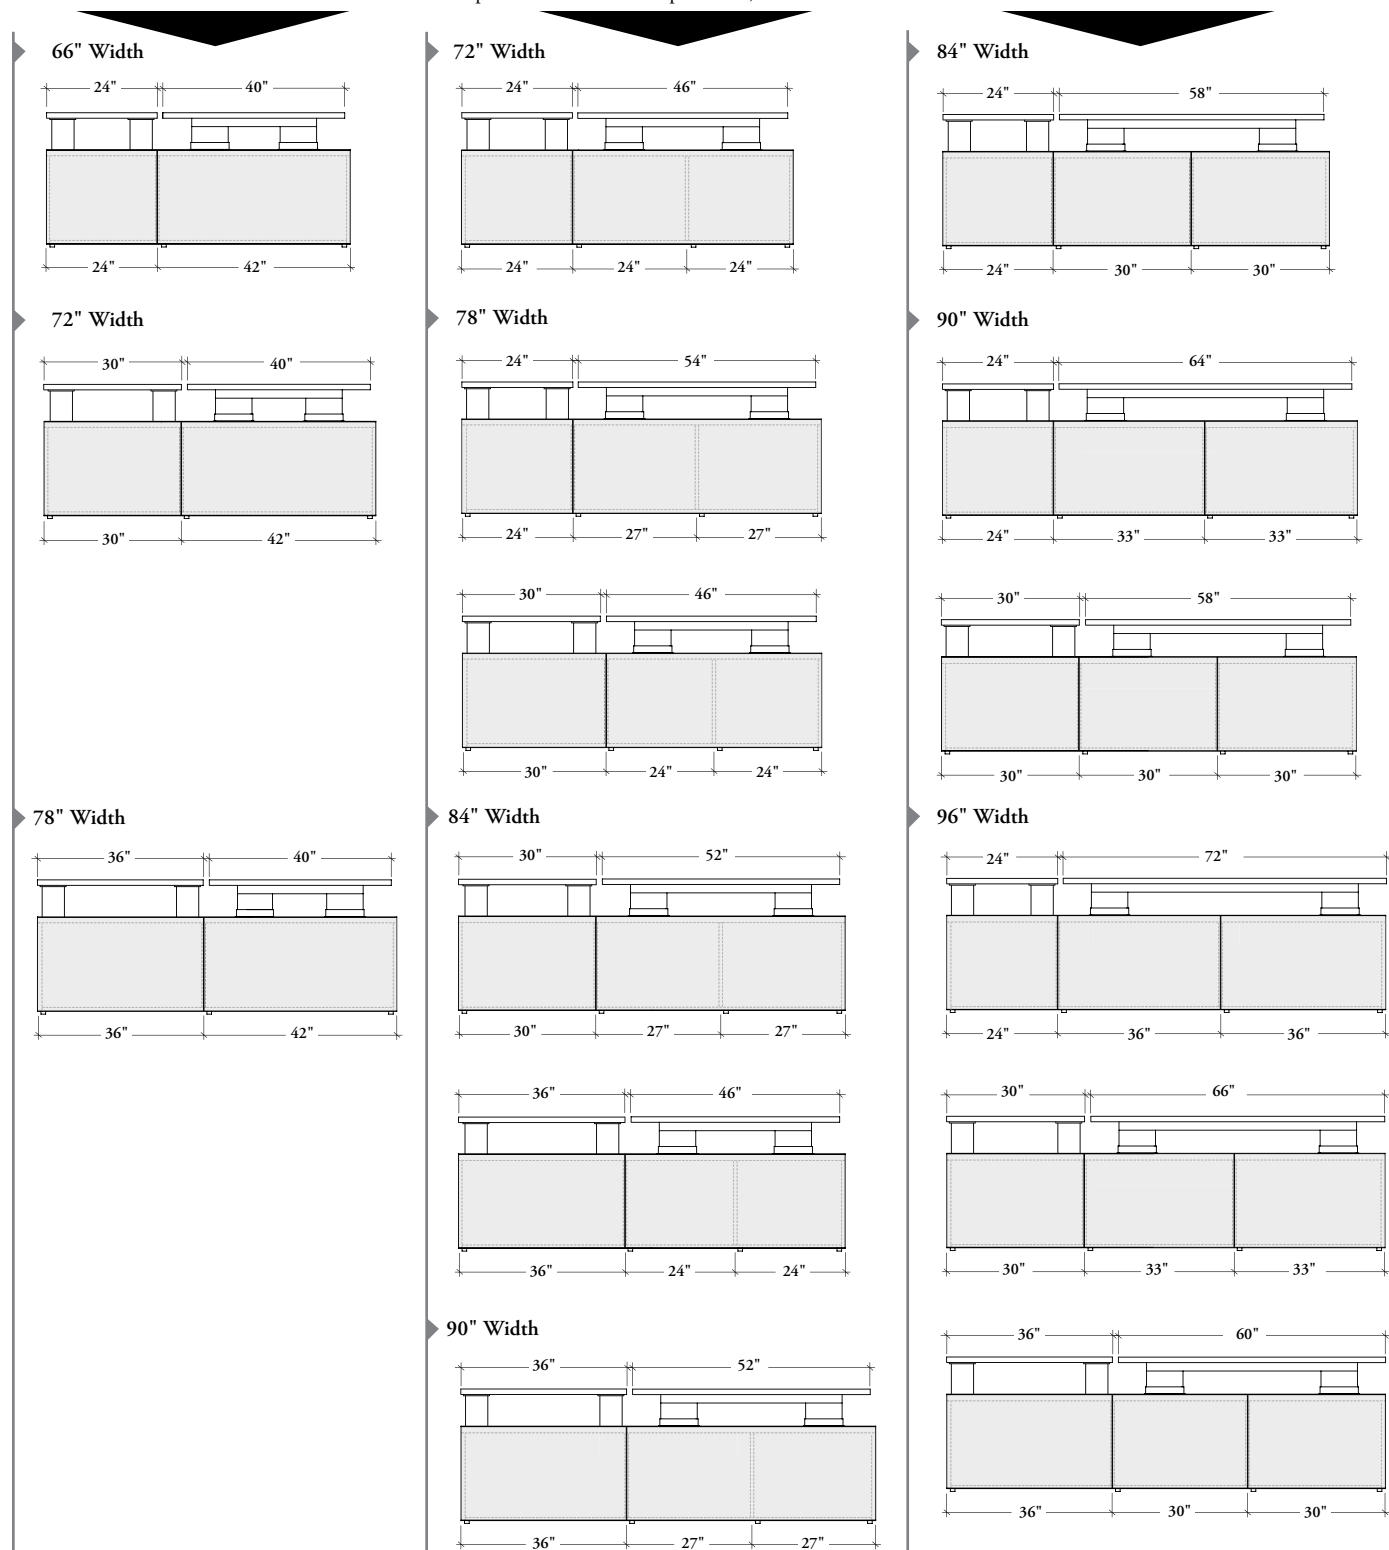 66" Width
24" 40"
24" 42"
72" Width
30" 40"
30" 42"
78" Width
36" 40"
36" 42"
72" Width
24" 46"
24" 24" 24"
78" Width
24" 54"
24" 27" 27"
30" 46"
30" 24" 24"
84" Width
30" 52"
30" 27" 27"
36" 46"
36" 24" 24"
90" Width
36" 52"
36" 27" 27"
84" Width
24" 58"
24" 30" 30"
90" Width
24" 64"
24" 33" 33"
30" 58"
30" 30" 30"
96" Width
24" 72"
24" 36" 36"
30" 66"
30" 33" 33"
36" 60"
36" 30" 30"